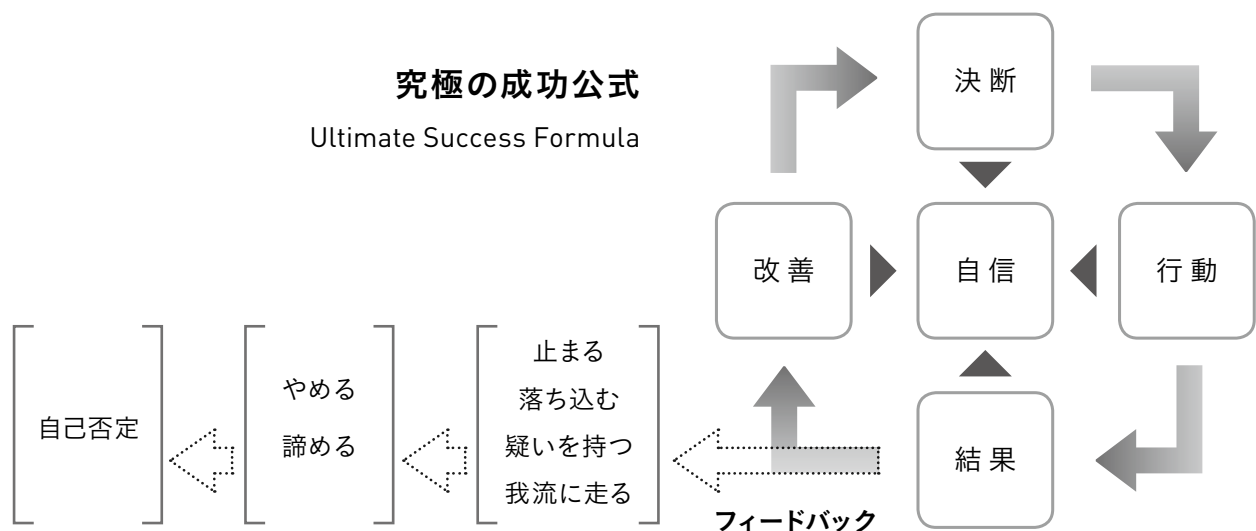 究極の成功公式
Ultimate Success Formula
決断
改善
自信
行動
自己否定
やめる
諦める
止まる
落ち込む
疑いを持つ
我流に走る
結果
フィードバック